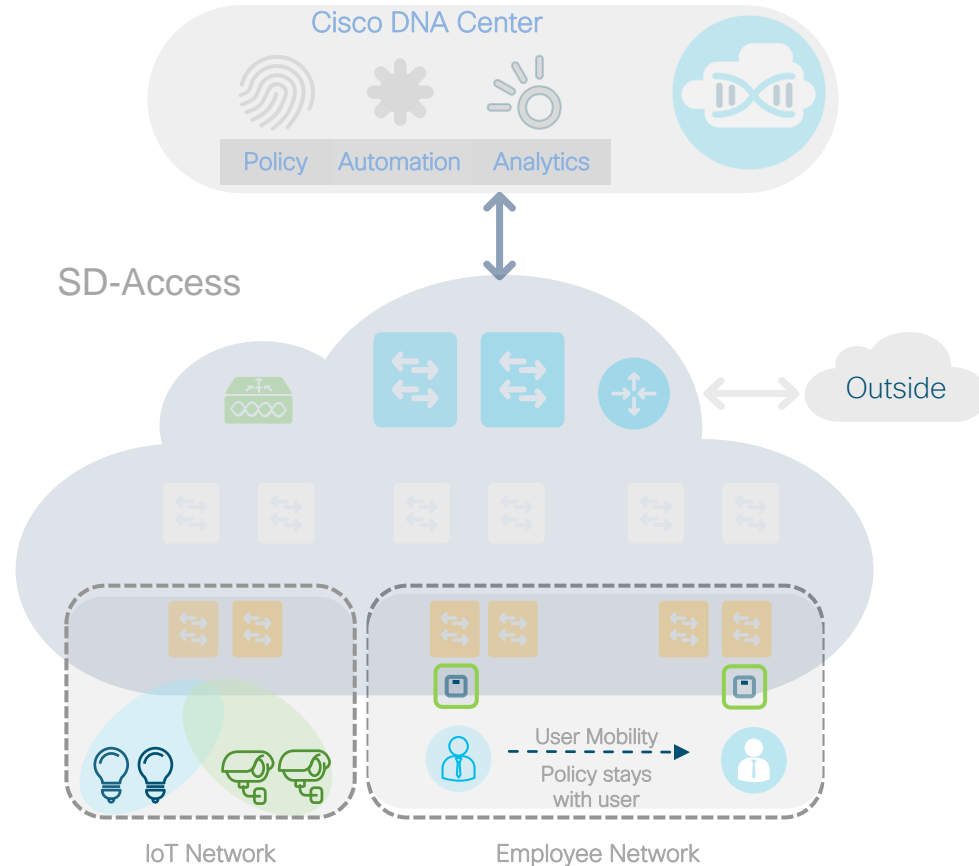 Cisco DNA Center
Policy
Automation
Analytics
SD-Access
Outside
User Mobility
Policy stays
with user
IoT Network
Employee Network